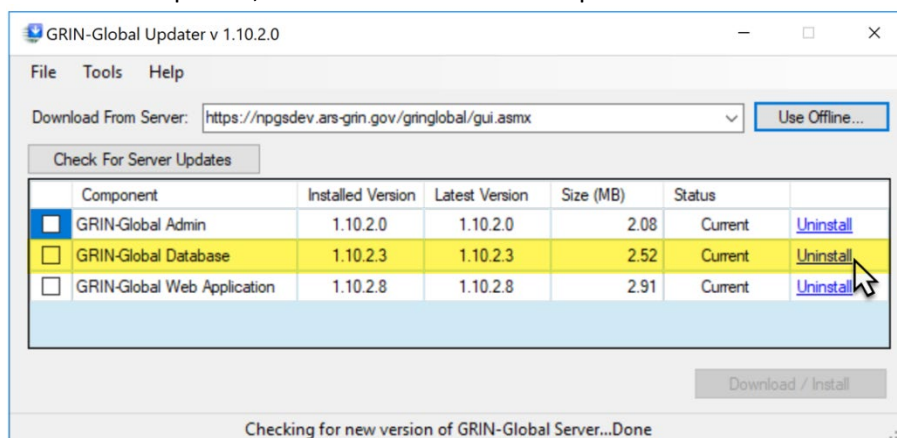 GRIN-Global Updater v 1.10.2.0
File Tools Help
Download From Server: https://npgsdev.ars-grin.gov/gringlobal/gui.asmx Use Offline...
Check For Server Updates
Component Installed Version Latest Version Size (MB) Status
GRIN-Global Admin 1.10.2.0 1.10.2.0 2.08 Current Uninstall
GRIN-Global Database 1.10.2.3 1.10.2.3 2.52 Current Uninstall
GRIN-Global Web Application 1.10.2.8 1.10.2.8 2.91 Current Uninstall
Download / Install
Checking for new version of GRIN-Global Server...Done